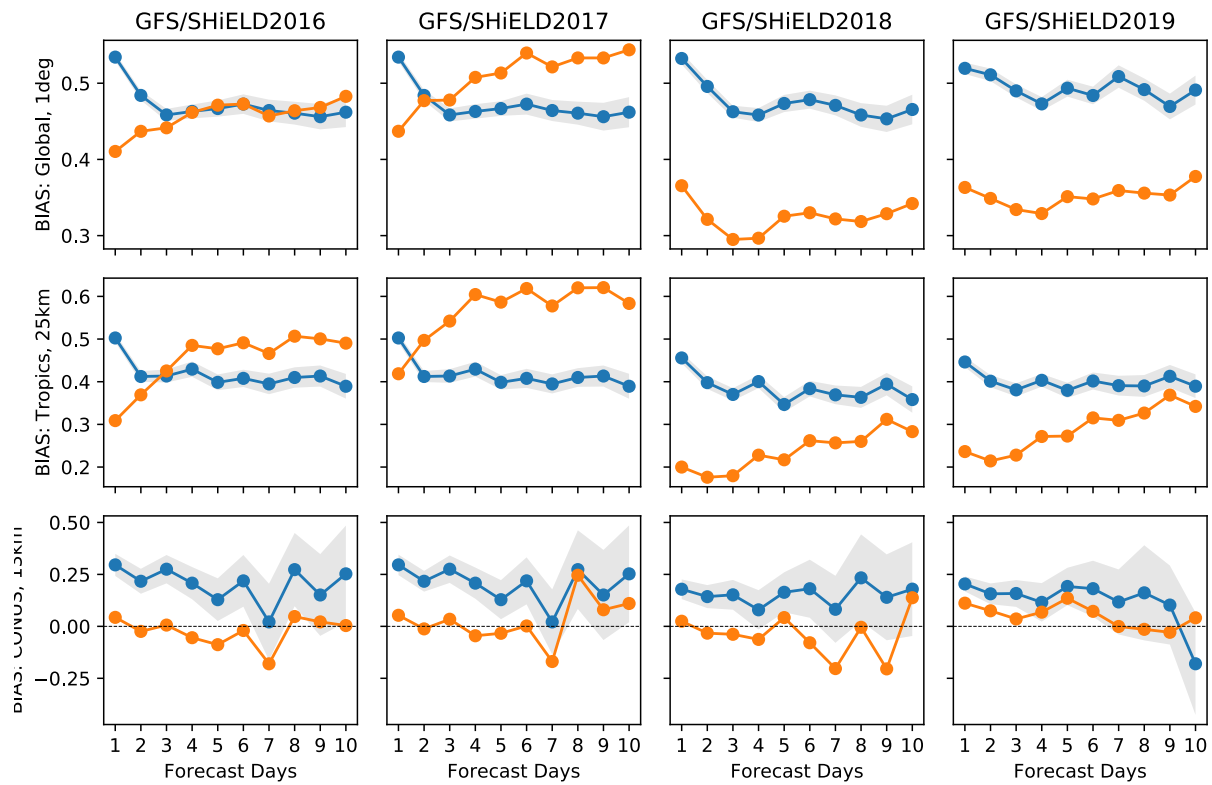 GFS/SHiELD2016 GFS/SHiELD2017 GFS/SHiELD2018 GFS/SHiELD2019
BIAS: Global, 1deg
0.5
0.4
0.3
BIAS: Tropics, 25km
0.6
0.5
0.4
0.3
0.2
BIAS: CONUS, 13km
0.50
0.25
0.00
−0.25
1 2 3 4 5 6 7 8 9 10 1 2 3 4 5 6 7 8 9 10 1 2 3 4 5 6 7 8 9 10 1 2 3 4 5 6 7 8 9 10
Forecast Days Forecast Days Forecast Days Forecast Days